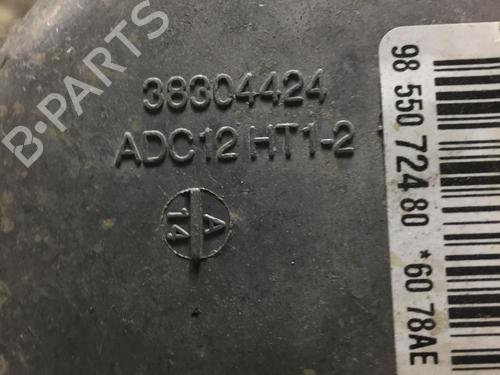 B·PARTS
38304424
ADC12 HT1-2
A
14
98 550 724 80 *60 78AE